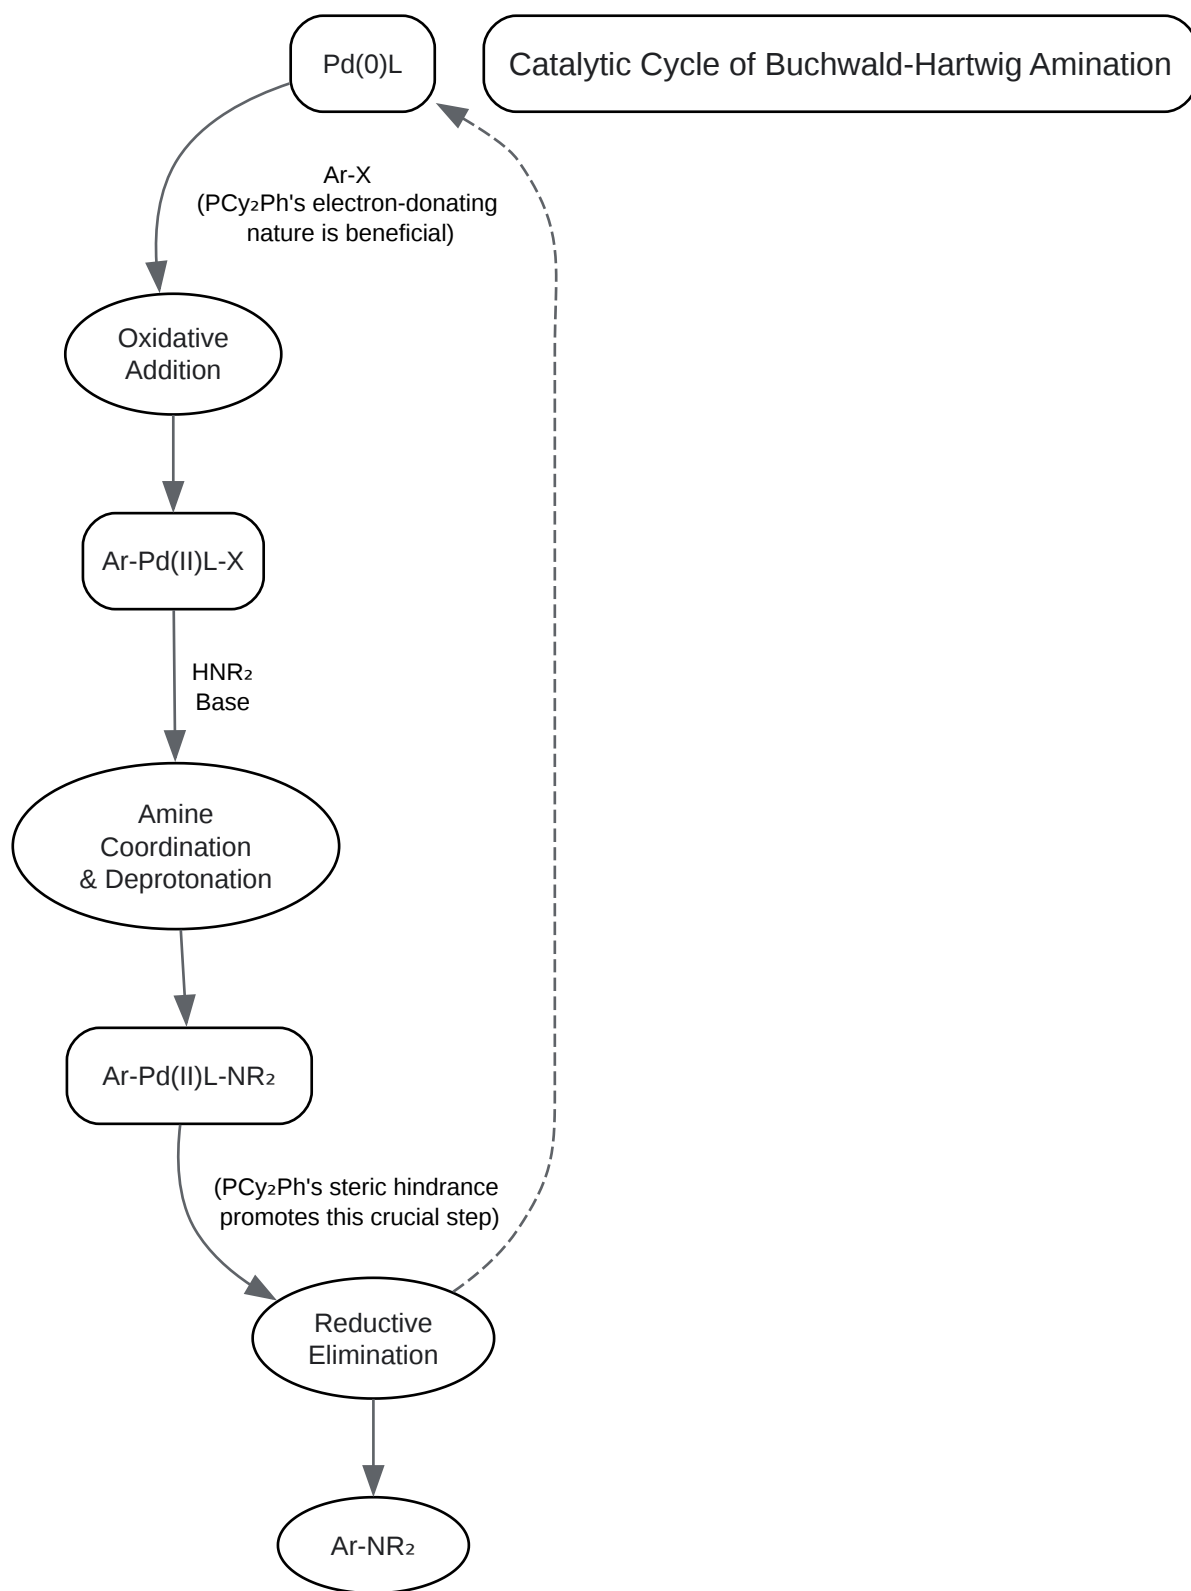 Pd(0)L
Catalytic Cycle of Buchwald-Hartwig Amination
Ar-X
(PCy₂Ph's electron-donating
nature is beneficial)
Oxidative
Addition
Ar-Pd(II)L-X
HNR₂
Base
Amine
Coordination
& Deprotonation
Ar-Pd(II)L-NR₂
(PCy₂Ph's steric hindrance
promotes this crucial step)
Reductive
Elimination
Ar-NR₂